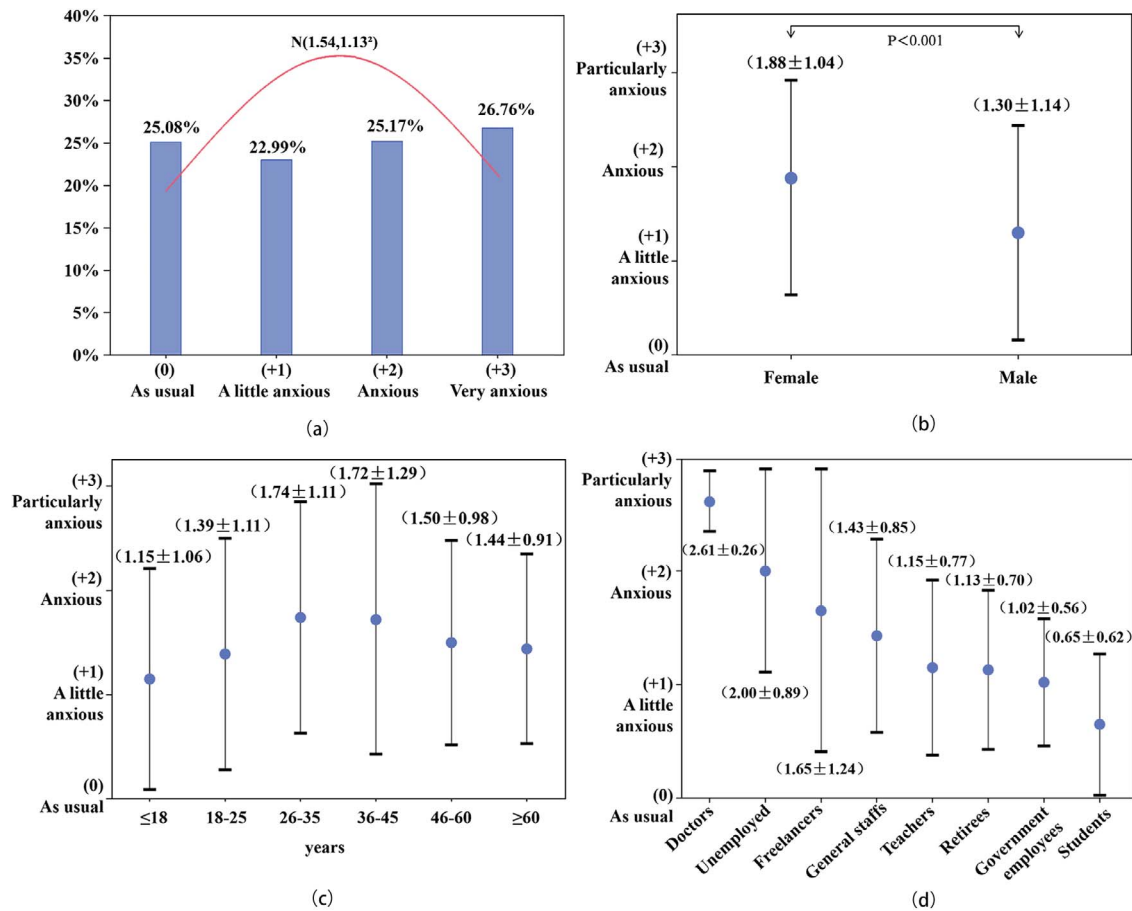 40%
35%
30%
25%
20%
15%
10%
5%
0%
N(1.54,1.13²)
25.08%
22.99%
25.17%
26.76%
(0)
As usual
(+1)
A little anxious
(+2)
Anxious
(+3)
Very anxious
(a)
(+3)
Particularly
anxious
(+2)
Anxious
(+1)
A little
anxious
(0)
As usual
P<0.001
(1.88±1.04)
(1.30±1.14)
Female
Male
(b)
(+3)
Particularly
anxious
(+2)
Anxious
(+1)
A little
anxious
(0)
As usual
(1.15±1.06)
(1.39±1.11)
(1.74±1.11)
(1.72±1.29)
(1.50±0.98)
(1.44±0.91)
≤18
18-25
26-35
36-45
46-60
≥60
years
(c)
(+3)
Particularly
anxious
(+2)
Anxious
(+1)
A little
anxious
(0)
As usual
(2.61±0.26)
(2.00±0.89)
(1.65±1.24)
(1.43±0.85)
(1.15±0.77)
(1.13±0.70)
(1.02±0.56)
(0.65±0.62)
Doctors
Unemployed
Freelancers
General staffs
Teachers
Retirees
Government
employees
Students
(d)